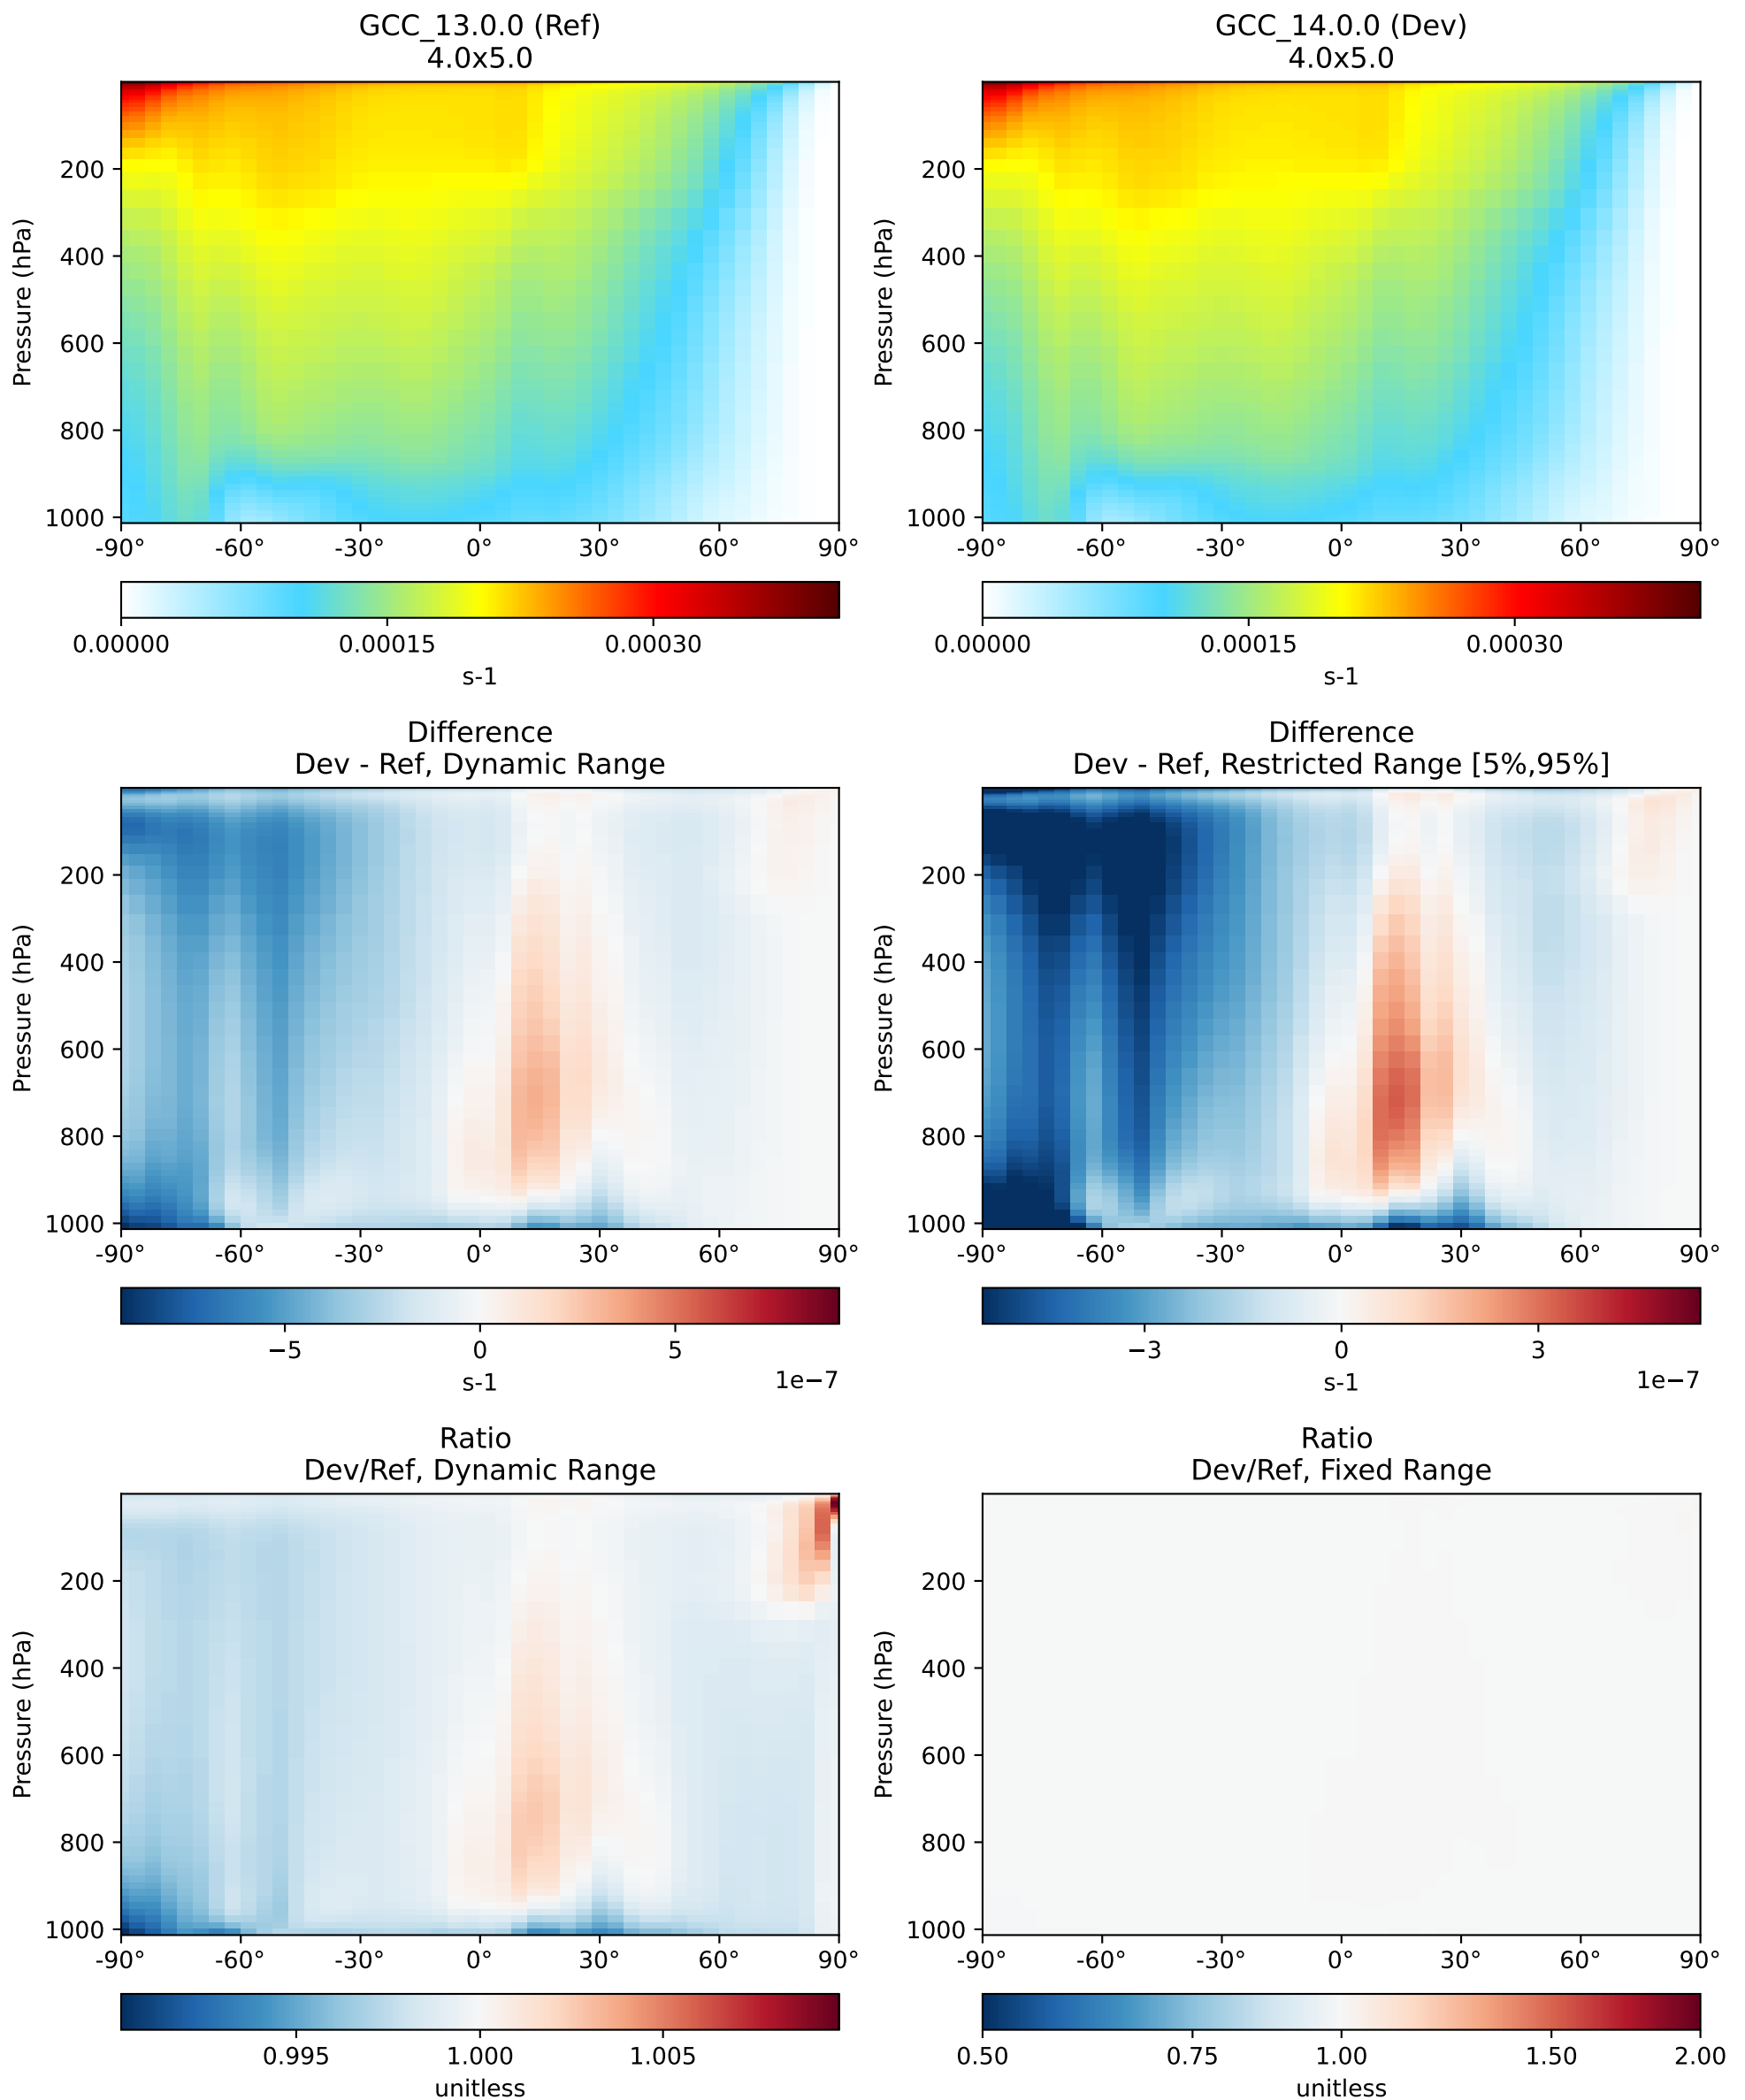 GCC_13.0.0 (Ref)
4.0x5.0
GCC_14.0.0 (Dev)
4.0x5.0
Pressure (hPa)
200
400
600
800
1000
-90° -60° -30° 0° 30° 60° 90°
Pressure (hPa)
200
400
600
800
1000
-90° -60° -30° 0° 30° 60° 90°
0.00000 0.00015 0.00030
s-1
0.00000 0.00015 0.00030
s-1
Difference
Dev - Ref, Dynamic Range
Difference
Dev - Ref, Restricted Range [5%,95%]
Pressure (hPa)
200
400
600
800
1000
-90° -60° -30° 0° 30° 60° 90°
Pressure (hPa)
200
400
600
800
1000
-90° -60° -30° 0° 30° 60° 90°
−5 0 5
s-1
1e−7
−3 0 3
s-1
1e−7
Ratio
Dev/Ref, Dynamic Range
Ratio
Dev/Ref, Fixed Range
Pressure (hPa)
200
400
600
800
1000
-90° -60° -30° 0° 30° 60° 90°
Pressure (hPa)
200
400
600
800
1000
-90° -60° -30° 0° 30° 60° 90°
0.995 1.000 1.005
unitless
0.50 0.75 1.00 1.50 2.00
unitless